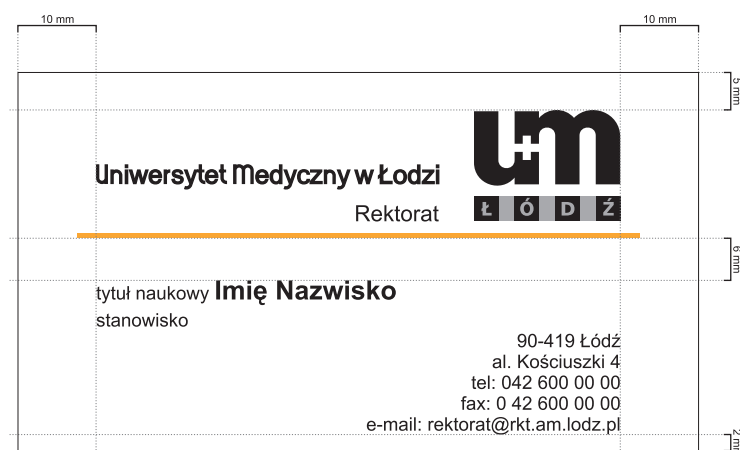 10 mm
10 mm
5 mm
um
Uniwersytet Medyczny w Łodzi
Rektorat
ŁÓDŹ
6 mm
tytuł naukowy Imię Nazwisko
stanowisko
90-419 Łódź
al. Kościuszki 4
tel: 042 600 00 00
fax: 0 42 600 00 00
e-mail: rektorat@rkt.am.lodz.pl
2 mm